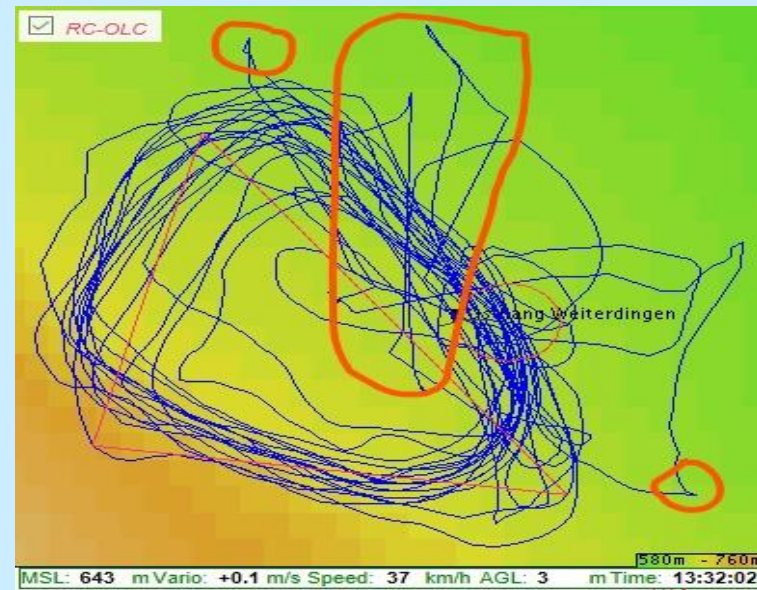 RC-OLC
ang Weiterdingen
580m - 760m
MSL: 643 m Vario: +0.1 m/s Speed: 37 km/h AGL: 3 m Time: 13:32:02